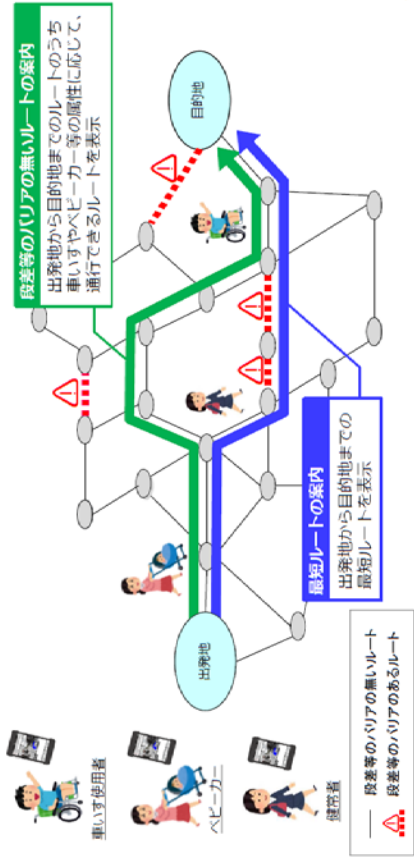 段差等のバリアの無いルートの案内
出発地から目的地までのルートのうち
車いすやベビーカー等の属性に応じて、
通行できるルートを表示
目的地
出発地
最短ルートの案内
出発地から目的地までの
最短ルートを表示
車いす使用者
ベビーカー
健常者
段差等のバリアの無いルート
段差等のバリアのあるルート